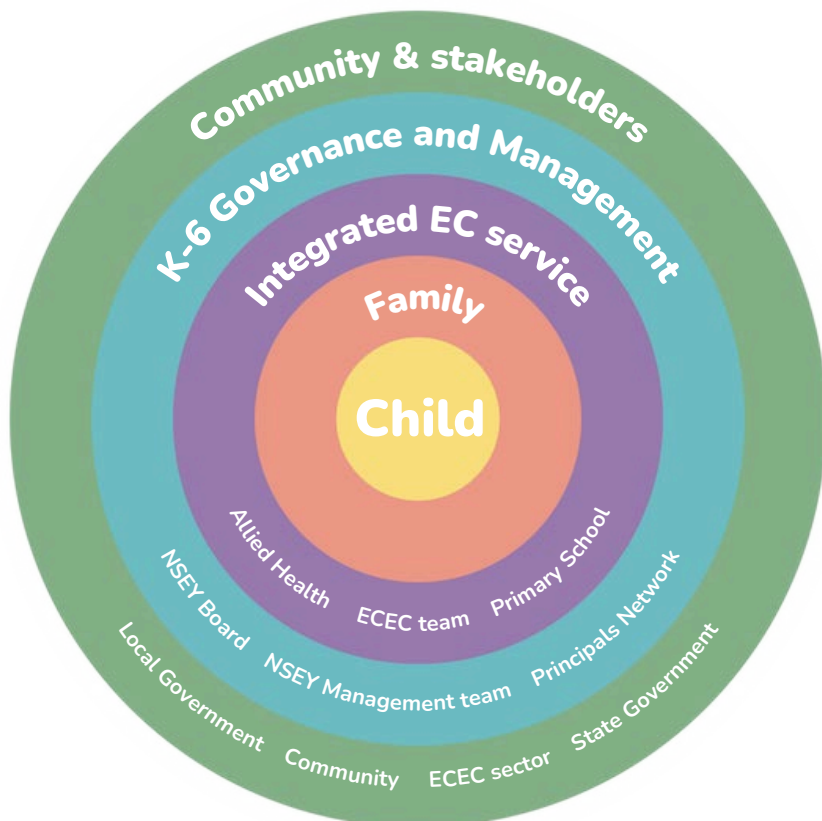 Community & stakeholders
K-6 Governance and Management
Integrated EC service
Family
Child
Allied Health
ECEC team
Primary School
NSEY Board
NSEY Management team
Principals Network
Local Government
Community
ECEC sector
State Government